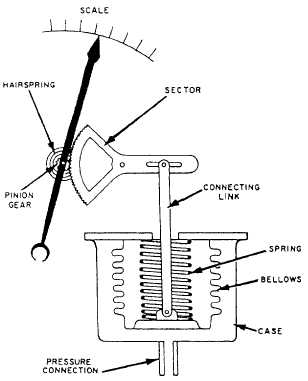 SCALE
HAIRSPRING
SECTOR
PINION
GEAR
CONNECTING
LINK
SPRING
BELLOWS
CASE
PRESSURE
CONNECTION